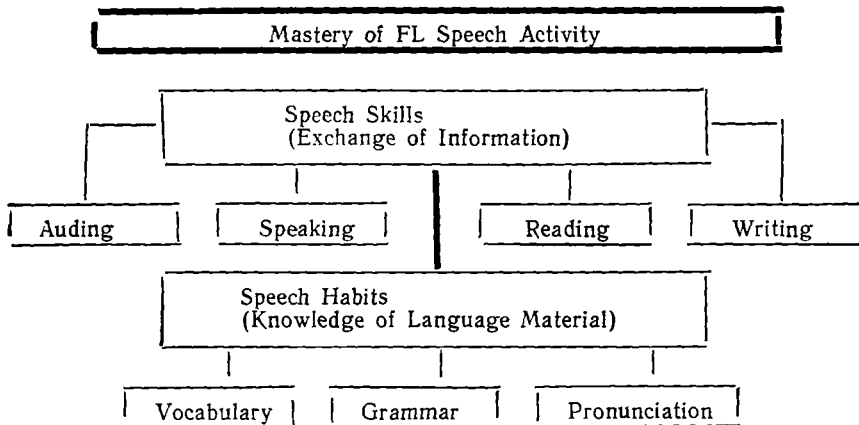 Mastery of FL Speech Activity
Speech Skills
(Exchange of Information)
Auding
Speaking
Reading
Writing
Speech Habits
(Knowledge of Language Material)
Vocabulary
Grammar
Pronunciation